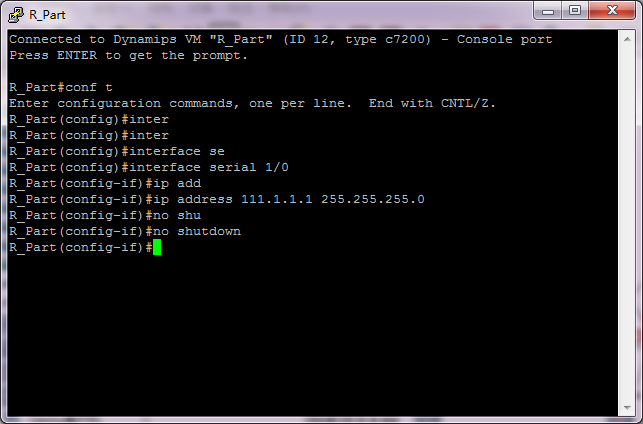 R_Part
Connected to Dynamips VM "R_Part" (ID 12, type c7200) - Console port
Press ENTER to get the prompt.
R_Part#conf t
Enter configuration commands, one per line.  End with CNTL/Z.
R_Part(config)#inter
R_Part(config)#inter
R_Part(config)#interface se
R_Part(config)#interface serial 1/0
R_Part(config-if)#ip add
R_Part(config-if)#ip address 111.1.1.1 255.255.255.0
R_Part(config-if)#no shu
R_Part(config-if)#no shutdown
R_Part(config-if)#